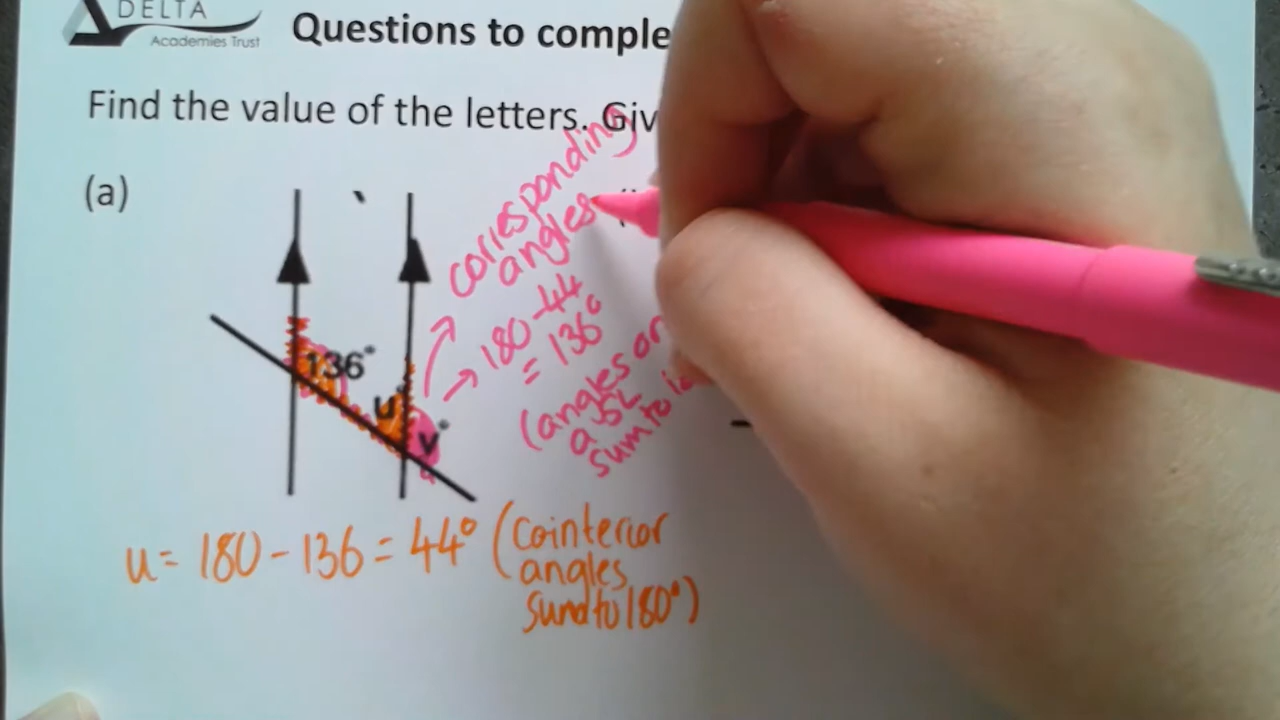 DELTA
Academies Trust
Questions to comple
Find the value of the letters. Giv
(a)
corresponding
angles
180-44
= 136°
(angles on
a SL
sum to
136°
u
v°
u= 180 - 136 = 44° (cointerior
angles
sum to 180°)